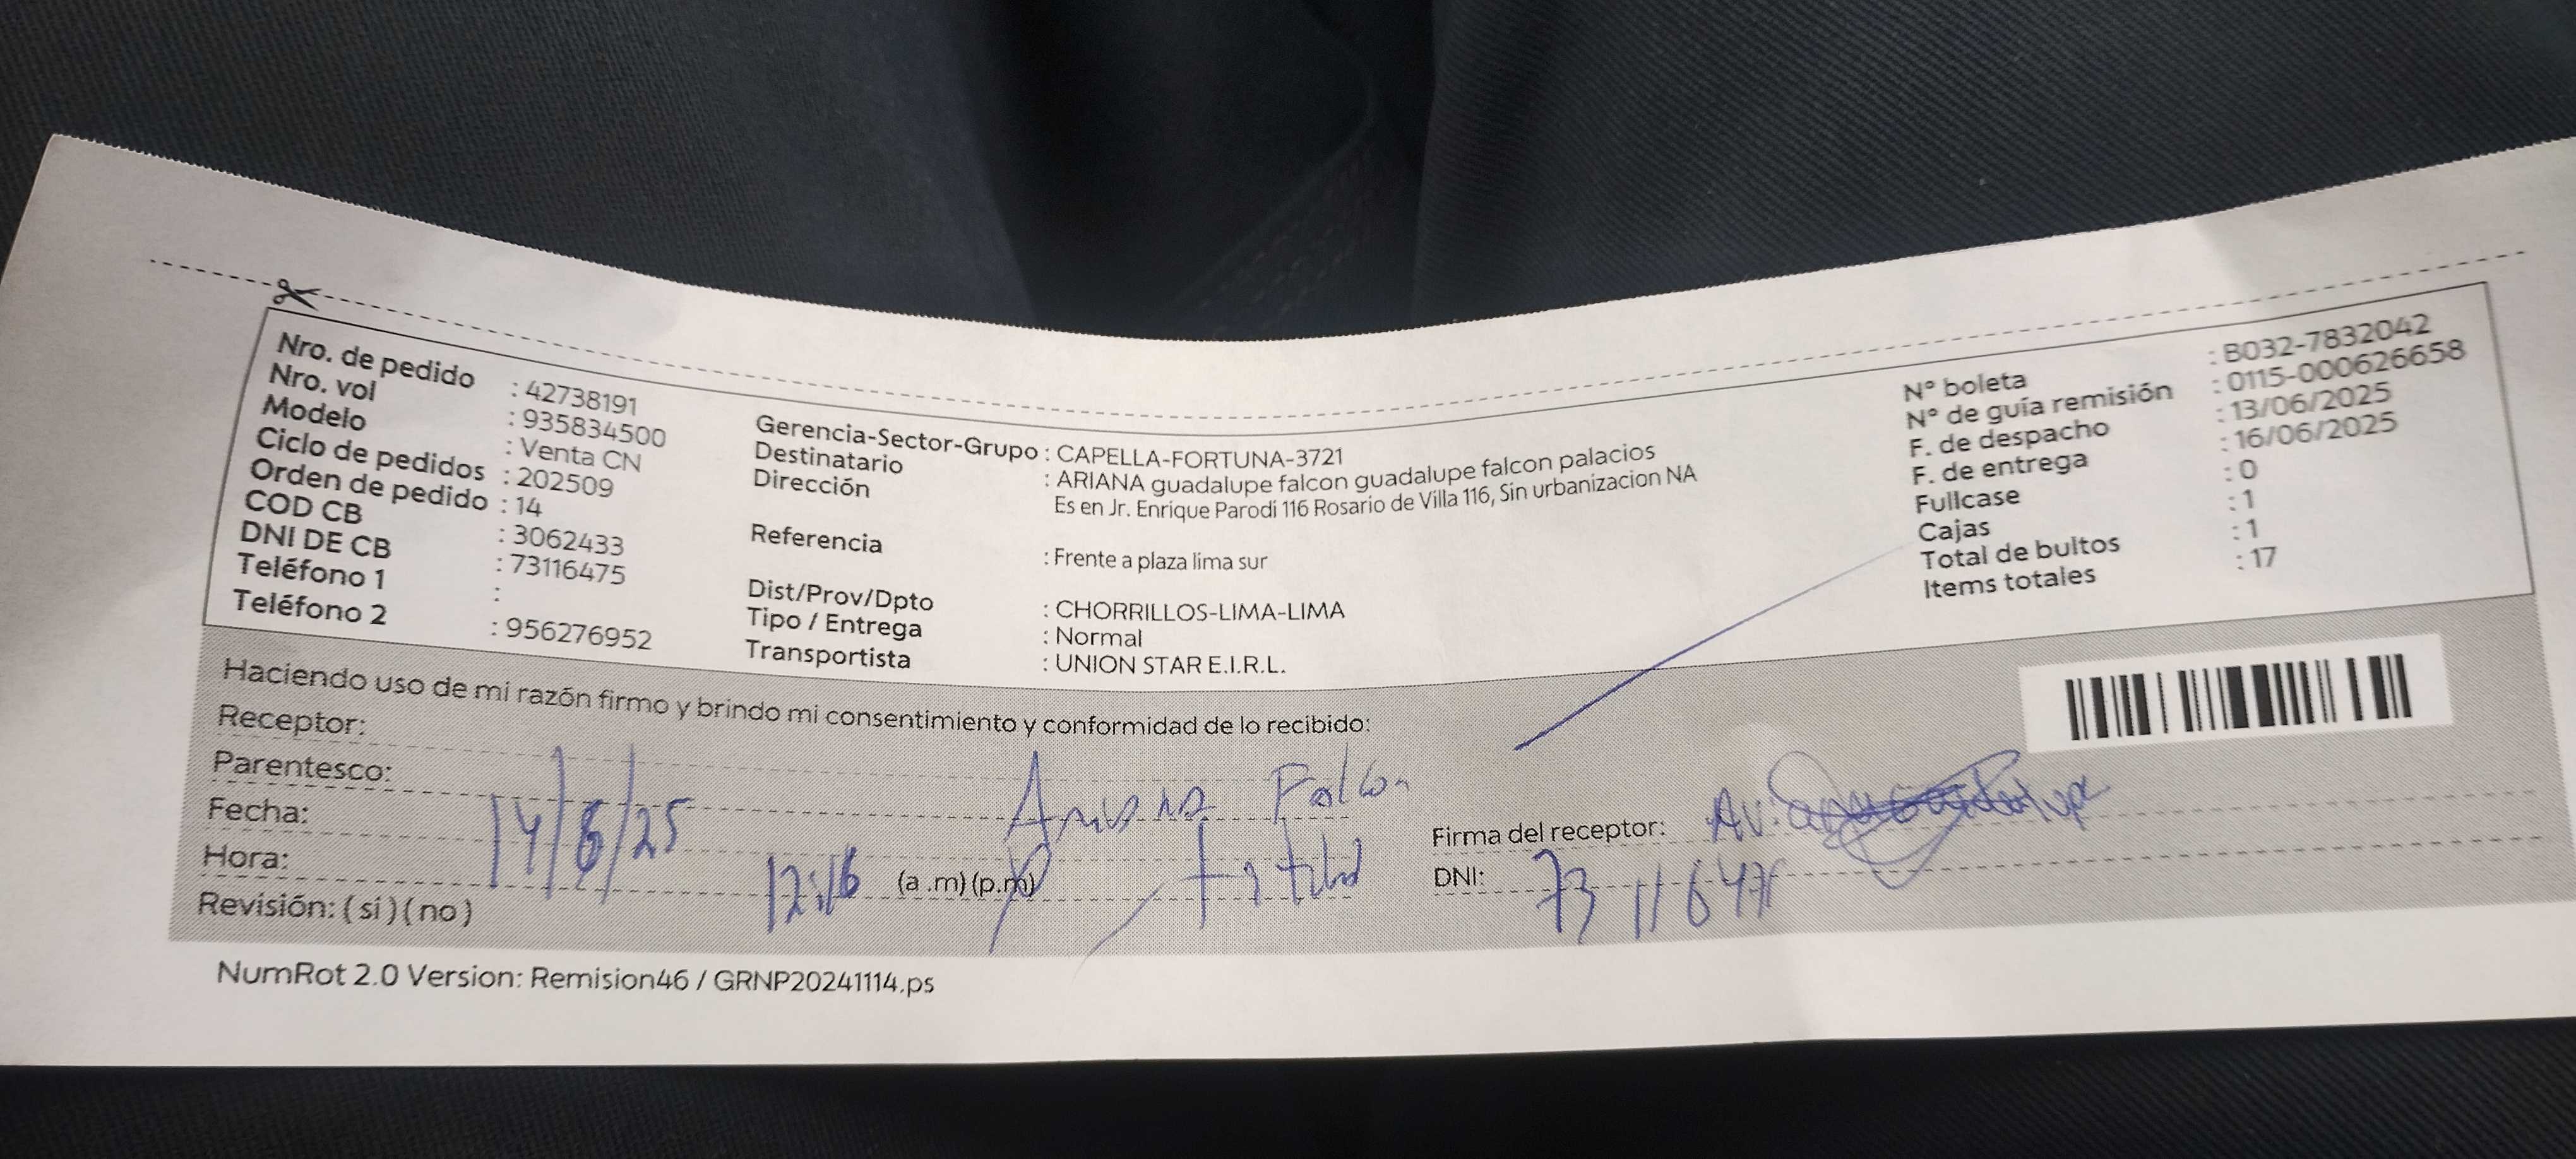 Nro. de pedido : 42738191
Nro. vol : 935834500
Modelo : Venta CN
Ciclo de pedidos : 202509
Orden de pedido : 14
COD CB : 3062433
DNI DE CB : 73116475
Teléfono 1 :
Teléfono 2 : 956276952
Gerencia-Sector-Grupo : CAPELLA-FORTUNA-3721
Destinatario : ARIANA guadalupe falcon guadalupe falcon palacios
Dirección Es en Jr. Enrique Parodi 116 Rosario de Villa 116, Sin urbanizacion NA
Referencia : Frente a plaza lima sur
Dist/Prov/Dpto : CHORRILLOS-LIMA-LIMA
Tipo / Entrega : Normal
Transportista : UNION STAR E.I.R.L.
N° boleta : B032-7832042
N° de guía remisión : 0115-000626658
F. de despacho : 13/06/2025
F. de entrega : 16/06/2025
Fullcase : 0
Cajas : 1
Total de bultos : 1
Items totales : 17
Haciendo uso de mi razón firmo y brindo mi consentimiento y conformidad de lo recibido:
Receptor: Ariana Falcon
Parentesco: titular
Fecha: 14/6/25
Hora: 12:16 (a.m)(p.m)
Revisión: (si)(no)
Firma del receptor:
DNI: 73116475
NumRot 2.0 Version: Remision46 / GRNP20241114.ps